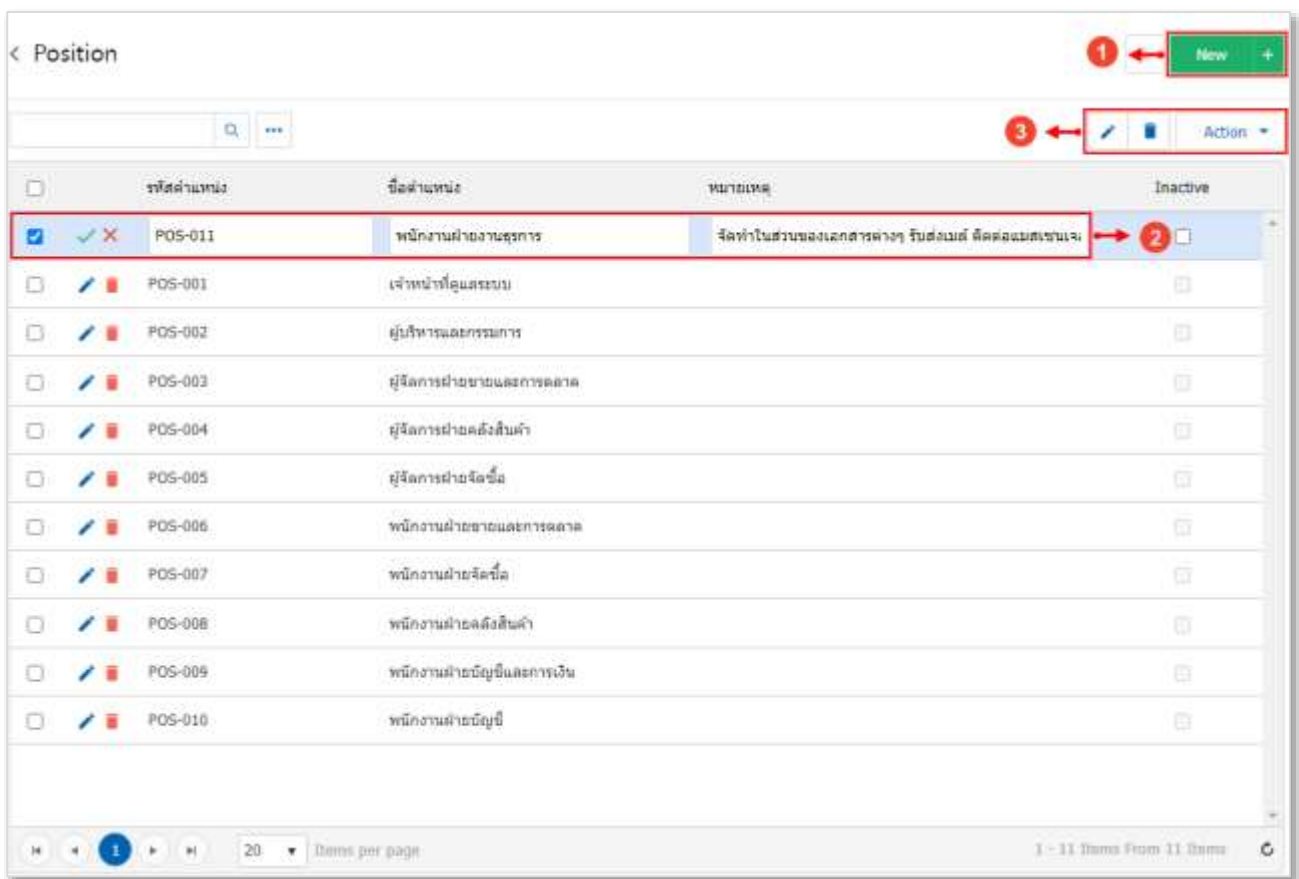 < Position
1
New +
3
Action
รหัสตำแหน่ง ชื่อตำแหน่ง หมายเหตุ Inactive
POS-011 พนักงานฝ่ายงานธุรการ จัดทำในส่วนของเอกสารต่างๆ รับส่งเมล์ ติดต่อแมสเซนเจ 2
POS-001 เจ้าหน้าที่ดูแลระบบ
POS-002 ผู้บริหารและกรรมการ
POS-003 ผู้จัดการฝ่ายขายและการตลาด
POS-004 ผู้จัดการฝ่ายคลังสินค้า
POS-005 ผู้จัดการฝ่ายจัดซื้อ
POS-006 พนักงานฝ่ายขายและการตลาด
POS-007 พนักงานฝ่ายจัดซื้อ
POS-008 พนักงานฝ่ายคลังสินค้า
POS-009 พนักงานฝ่ายบัญชีและการเงิน
POS-010 พนักงานฝ่ายบัญชี
1 20 Items per page 1 - 11 Items From 11 Items